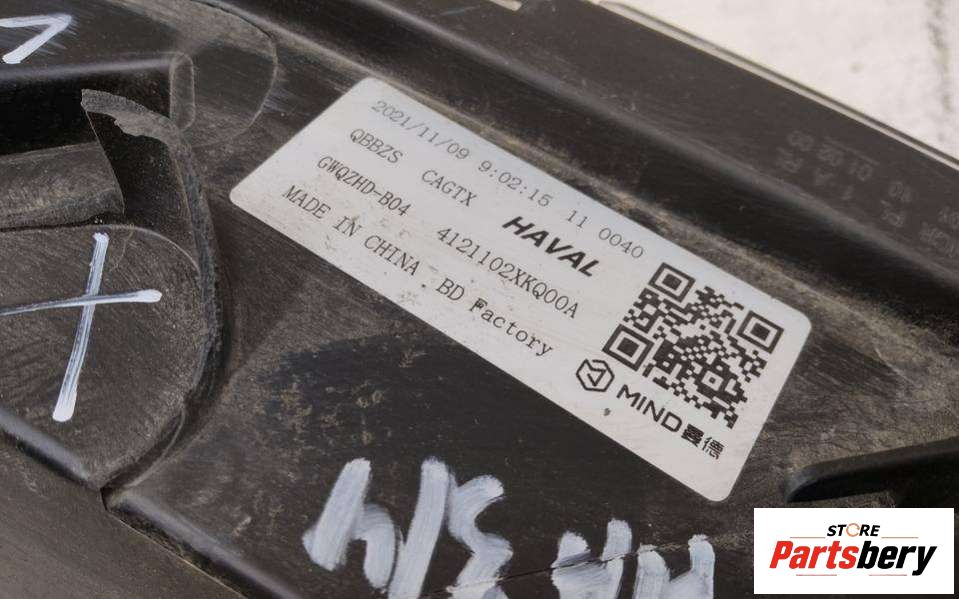 2021/11/09 9:02:15 11 0040
QBBZS CAGTX HAVAL
GWQZHD-B04 4121102XKQ00A
MADE IN CHINA BD Factory
MIND 曼德
STORE
Partsbery